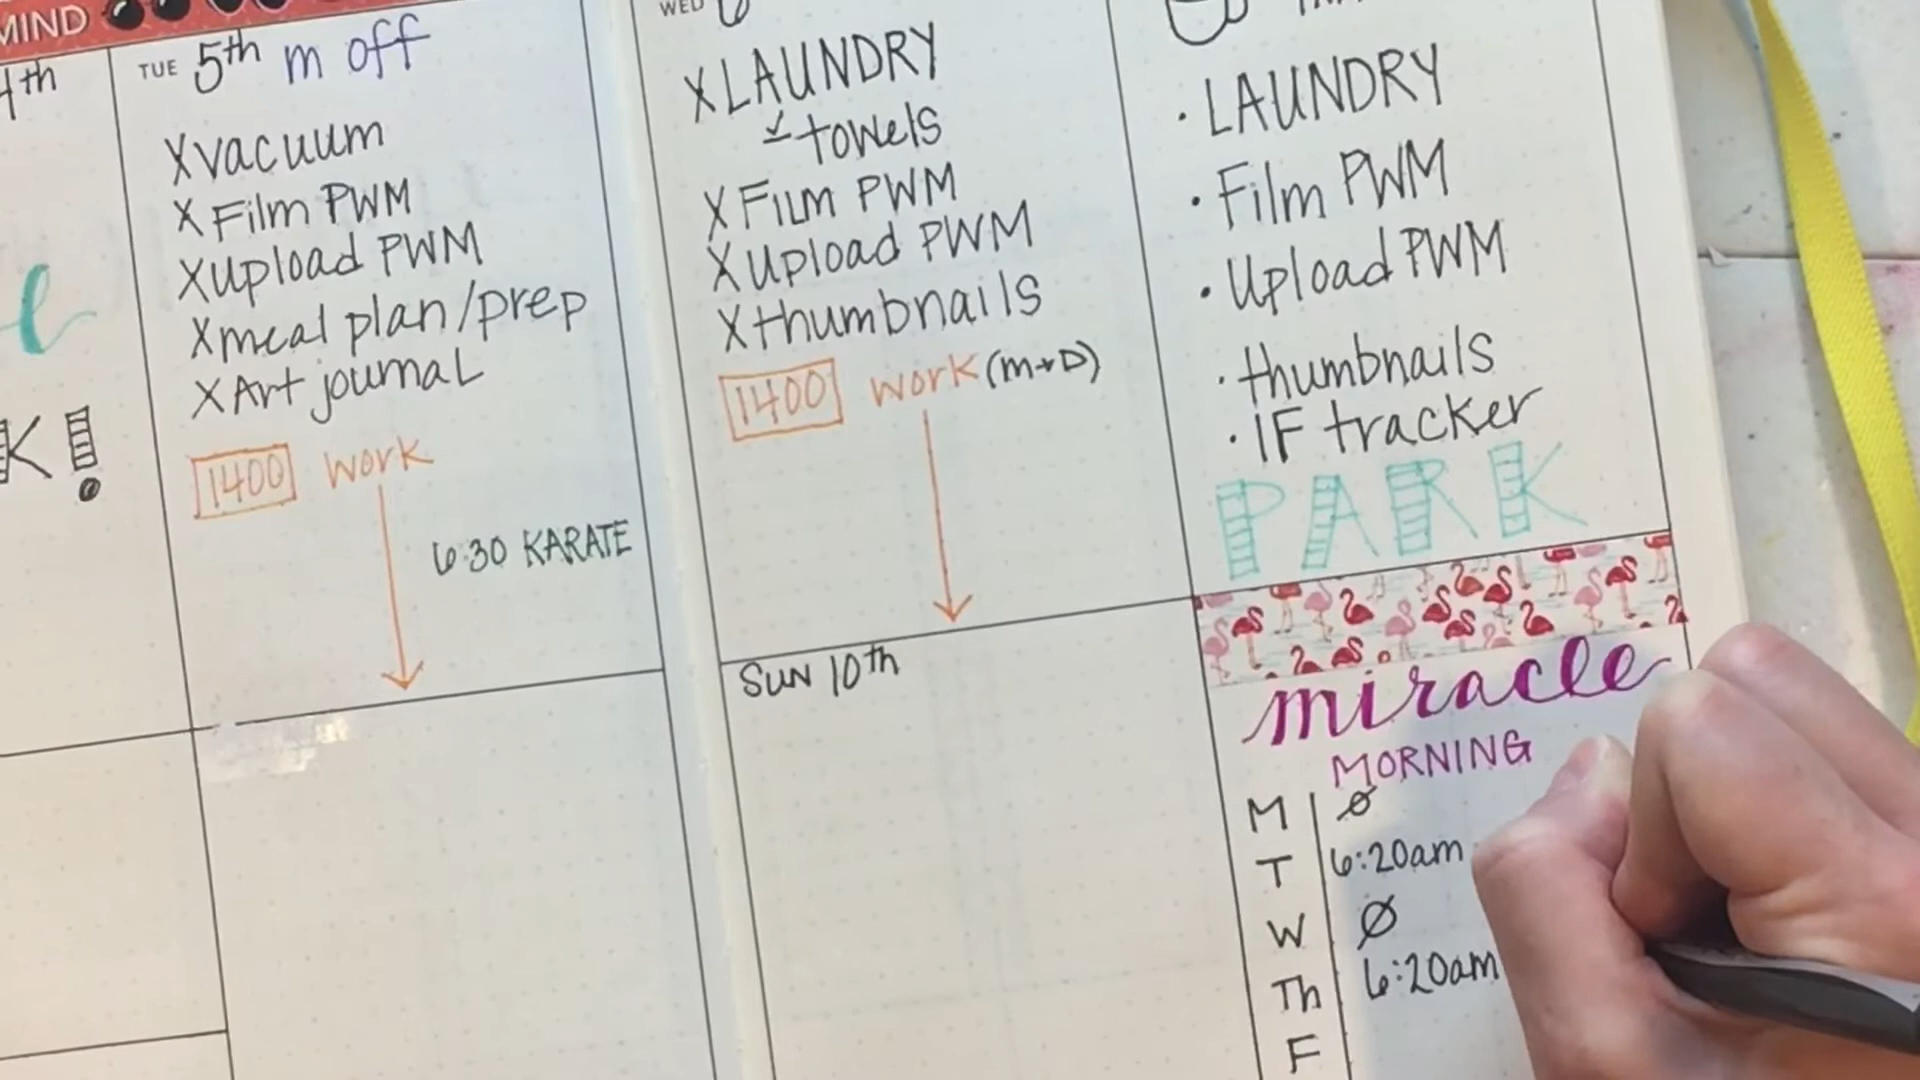 MIND
4th
K!
TUE 5th m off
X vacuum
X Film PWM
X upload PWM
X meal plan/prep
X Art journal
1400 work
6:30 KARATE
WED 6
X LAUNDRY
✓ towels
X Film PWM
X upload PWM
X thumbnails
1400 work (m+D)
SUN 10th
· LAUNDRY
· Film PWM
· Upload PWM
· thumbnails
· IF tracker
PARK
miracle
MORNING
M Ø
T 6:20am
W Ø
Th 6:20am
F